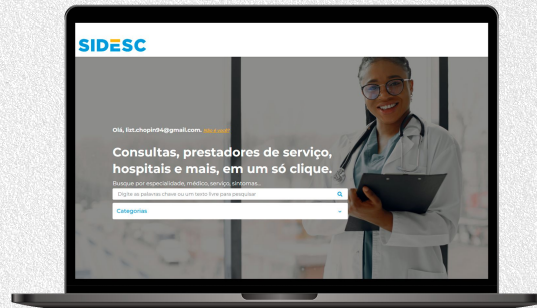 SIDESC
Olá, lizt.chopin94@gmail.com.
Consultas, prestadores de serviço,
hospitais e mais, em um só clique.
Busque por especialidade, médico, serviço, sintomas...
Digite as palavras chave ou um texto livre para pesquisar
Categorias